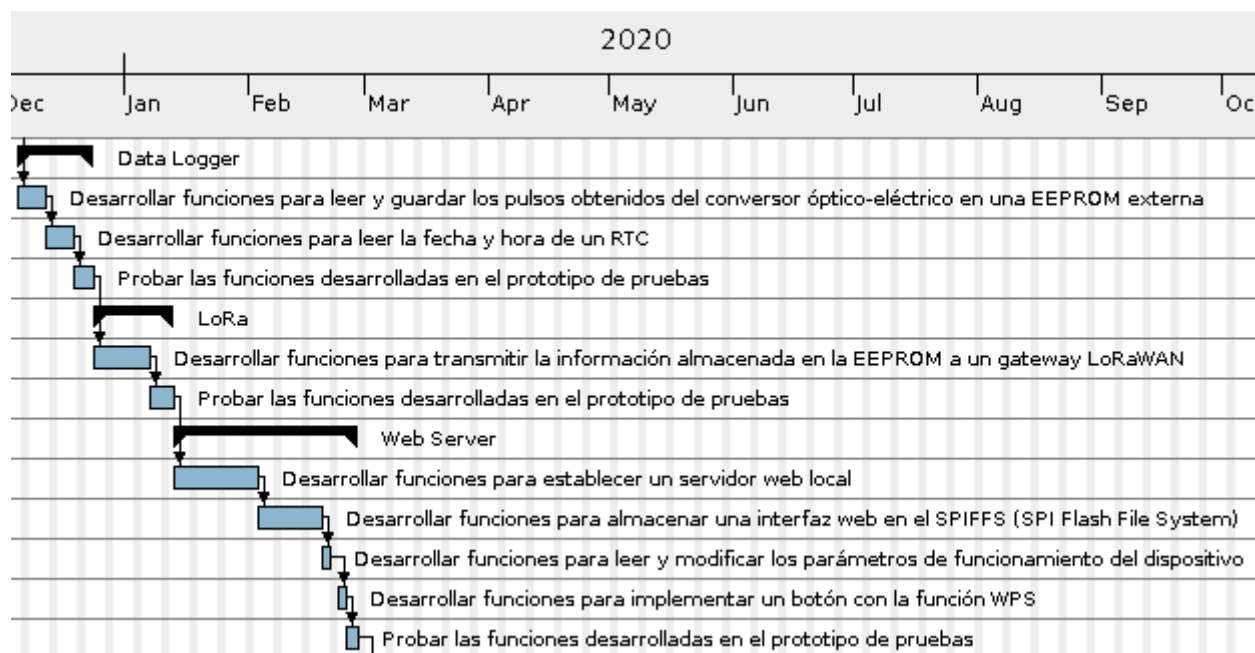 2020
Dec Jan Feb Mar Apr May Jun Jul Aug Sep Oc
Data Logger
Desarrollar funciones para leer y guardar los pulsos obtenidos del conversor óptico-eléctrico en una EEPROM externa
Desarrollar funciones para leer la fecha y hora de un RTC
Probar las funciones desarrolladas en el prototipo de pruebas
LoRa
Desarrollar funciones para transmitir la información almacenada en la EEPROM a un gateway LoRaWAN
Probar las funciones desarrolladas en el prototipo de pruebas
Web Server
Desarrollar funciones para establecer un servidor web local
Desarrollar funciones para almacenar una interfaz web en el SPIFFS (SPI Flash File System)
Desarrollar funciones para leer y modificar los parámetros de funcionamiento del dispositivo
Desarrollar funciones para implementar un botón con la función WPS
Probar las funciones desarrolladas en el prototipo de pruebas